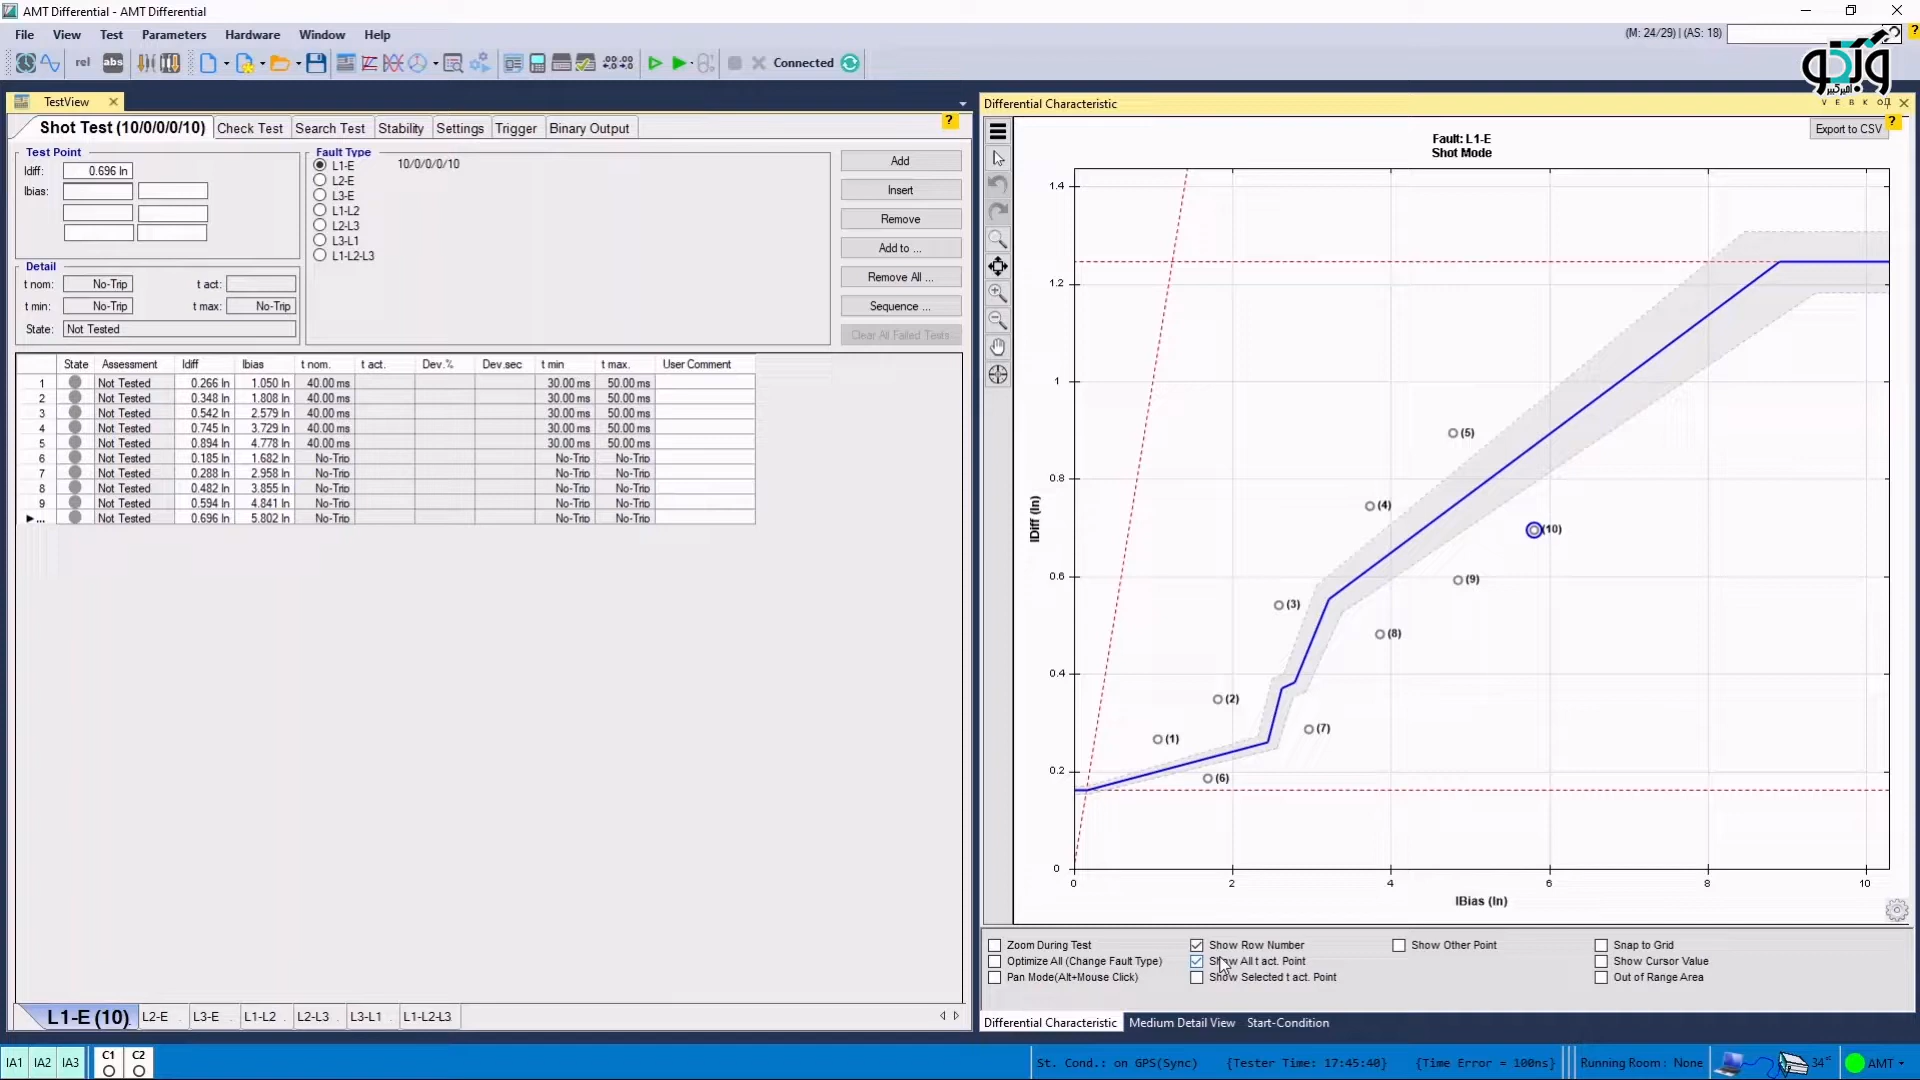 AMT Differential - AMT Differential
File View Test Parameters Hardware Window Help
(M: 24/29) | (AS: 18)
rel abs Connected
وبکو
امیرکبیر
VEBKO
TestView
Shot Test (10/0/0/0/10) Check Test Search Test Stability Settings Trigger Binary Output
Test Point
Idiff: 0.696 In
Ibias:
Detail
t nom: No-Trip t act:
t min: No-Trip t max: No-Trip
State: Not Tested
Fault Type
L1-E 10/0/0/0/10
L2-E
L3-E
L1-L2
L2-L3
L3-L1
L1-L2-L3
Add
Insert
Remove
Add to ...
Remove All ...
Sequence ...
Clear All Failed Tests
State Assessment Idiff Ibias t nom. t act. Dev.% Dev.sec t min t max. User Comment
1 Not Tested 0.266 In 1.050 In 40.00 ms 30.00 ms 50.00 ms
2 Not Tested 0.348 In 1.808 In 40.00 ms 30.00 ms 50.00 ms
3 Not Tested 0.542 In 2.579 In 40.00 ms 30.00 ms 50.00 ms
4 Not Tested 0.745 In 3.729 In 40.00 ms 30.00 ms 50.00 ms
5 Not Tested 0.894 In 4.778 In 40.00 ms 30.00 ms 50.00 ms
6 Not Tested 0.185 In 1.682 In No-Trip No-Trip No-Trip
7 Not Tested 0.288 In 2.958 In No-Trip No-Trip No-Trip
8 Not Tested 0.482 In 3.855 In No-Trip No-Trip No-Trip
9 Not Tested 0.594 In 4.841 In No-Trip No-Trip No-Trip
... Not Tested 0.696 In 5.802 In No-Trip No-Trip No-Trip
L1-E (10) L2-E L3-E L1-L2 L2-L3 L3-L1 L1-L2-L3
Differential Characteristic
Export to CSV
Fault: L1-E
Shot Mode
1.4
1.2
1
0.8
0.6
0.4
0.2
0
IDiff (In)
(5)
(4)
(10)
(9)
(3)
(8)
(2)
(7)
(1)
(6)
0 2 4 6 8 10
IBias (In)
Zoom During Test Show Row Number Show Other Point Snap to Grid
Optimize All (Change Fault Type) Show All t act. Point Show Cursor Value
Pan Mode(Alt+Mouse Click) Show Selected t act. Point Out of Range Area
Differential Characteristic Medium Detail View Start-Condition
IA1 IA2 IA3 C1 C2
St. Cond.: on GPS(Sync) {Tester Time: 17:45:40} {Time Error = 100ns} Running Room: None 34° AMT